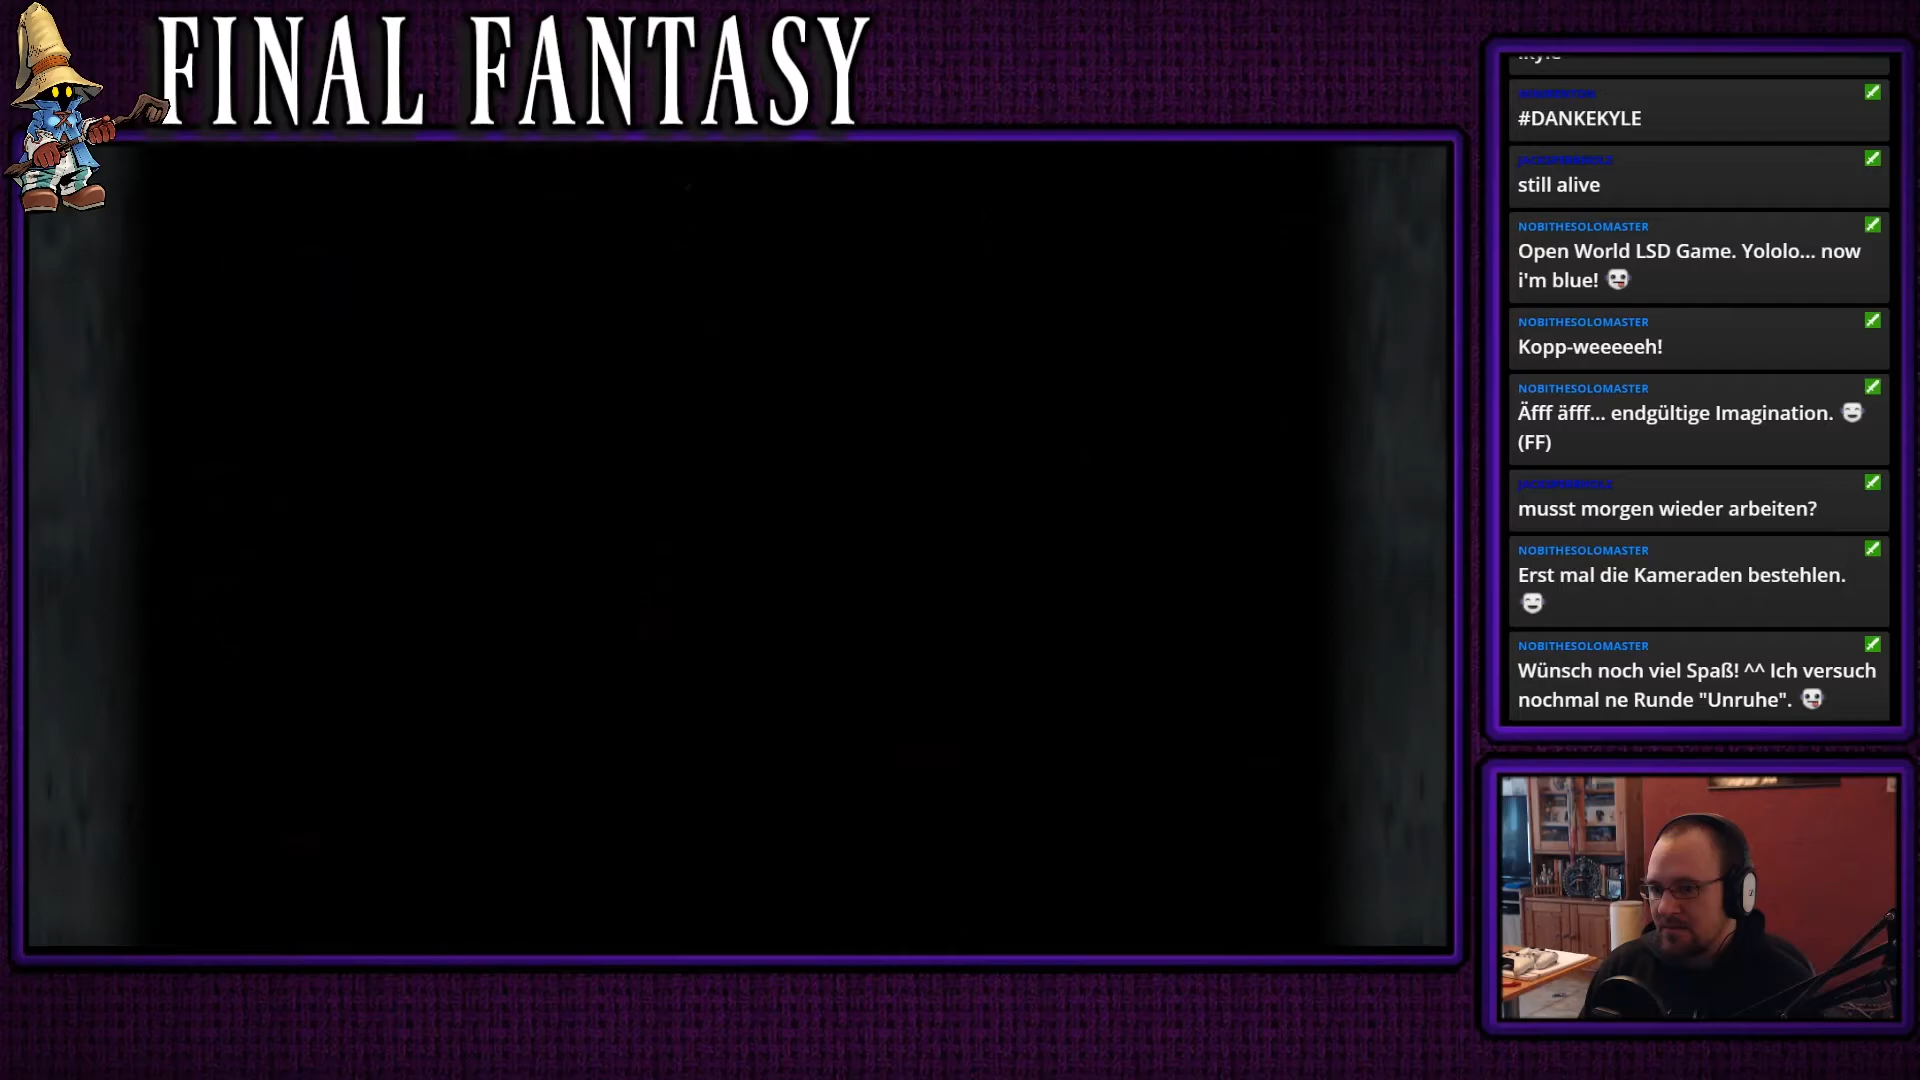 FINAL FANTASY
#DANKEKYLE
still alive
NOBITHESOLOMASTER
Open World LSD Game. Yololo... now
i'm blue!
NOBITHESOLOMASTER
Kopp-weeeeeh!
NOBITHESOLOMASTER
Äfff äfff... endgültige Imagination.
(FF)
musst morgen wieder arbeiten?
NOBITHESOLOMASTER
Erst mal die Kameraden bestehlen.
NOBITHESOLOMASTER
Wünsch noch viel Spaß! ^^ Ich versuch
nochmal ne Runde "Unruhe".